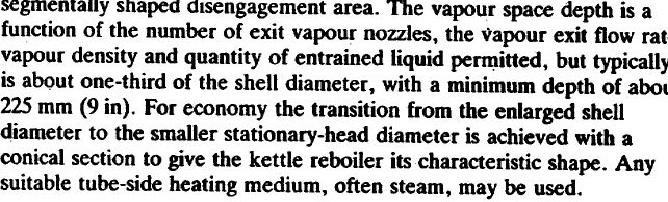 segmentally shaped disengagement area. The vapour space depth is a
function of the number of exit vapour nozzles, the vapour exit flow rat
vapour density and quantity of entrained liquid permitted, but typically
is about one-third of the shell diameter, with a minimum depth of abou
225 mm (9 in). For economy the transition from the enlarged shell
diameter to the smaller stationary-head diameter is achieved with a
conical section to give the kettle reboiler its characteristic shape. Any
suitable tube-side heating medium, often steam, may be used.